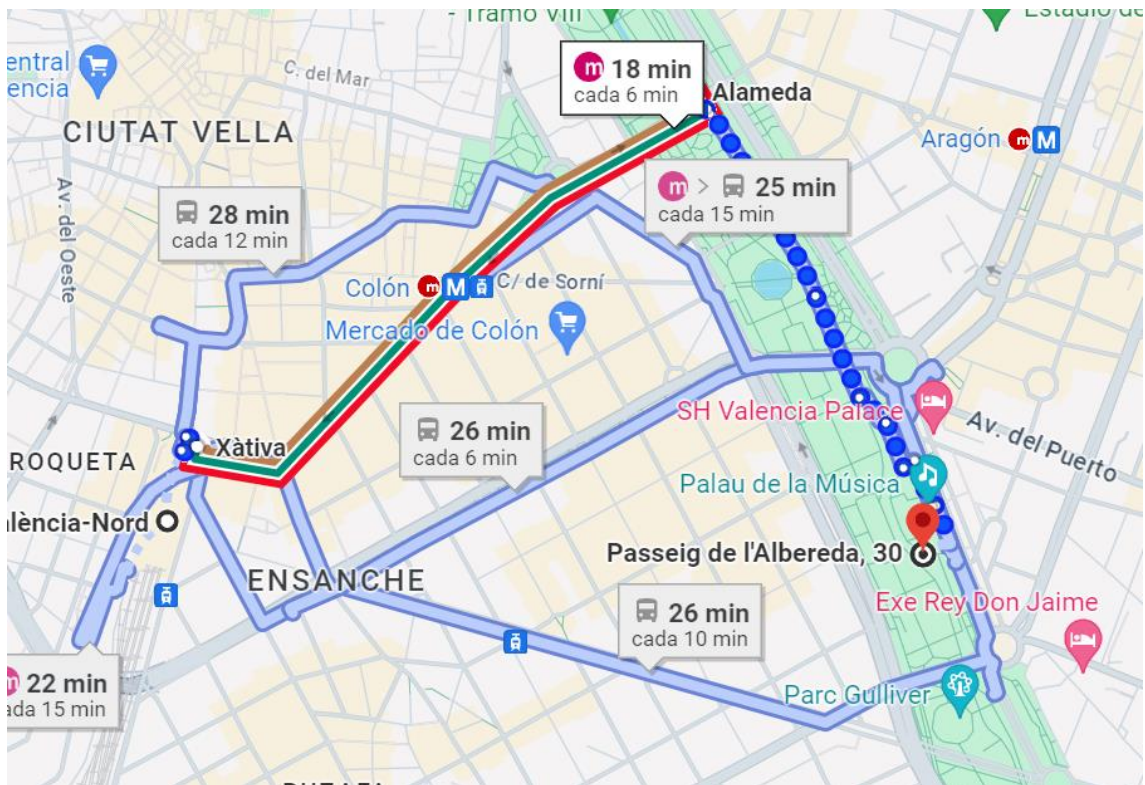 - Tramo VIII
entral
encia
C. del Mar
m 18 min
cada 6 min
Alameda
CIUTAT VELLA
Aragón m M
Av. del Oeste
28 min
cada 12 min
m > 25 min
cada 15 min
Colón m M
C/ de Sorní
Mercado de Colón
SH Valencia Palace
26 min
cada 6 min
Av. del Puerto
Xàtiva
ROQUETA
Palau de la Música
lència-Nord
Passeig de l'Albereda, 30
ENSANCHE
Exe Rey Don Jaime
26 min
cada 10 min
22 min
ada 15 min
Parc Gulliver